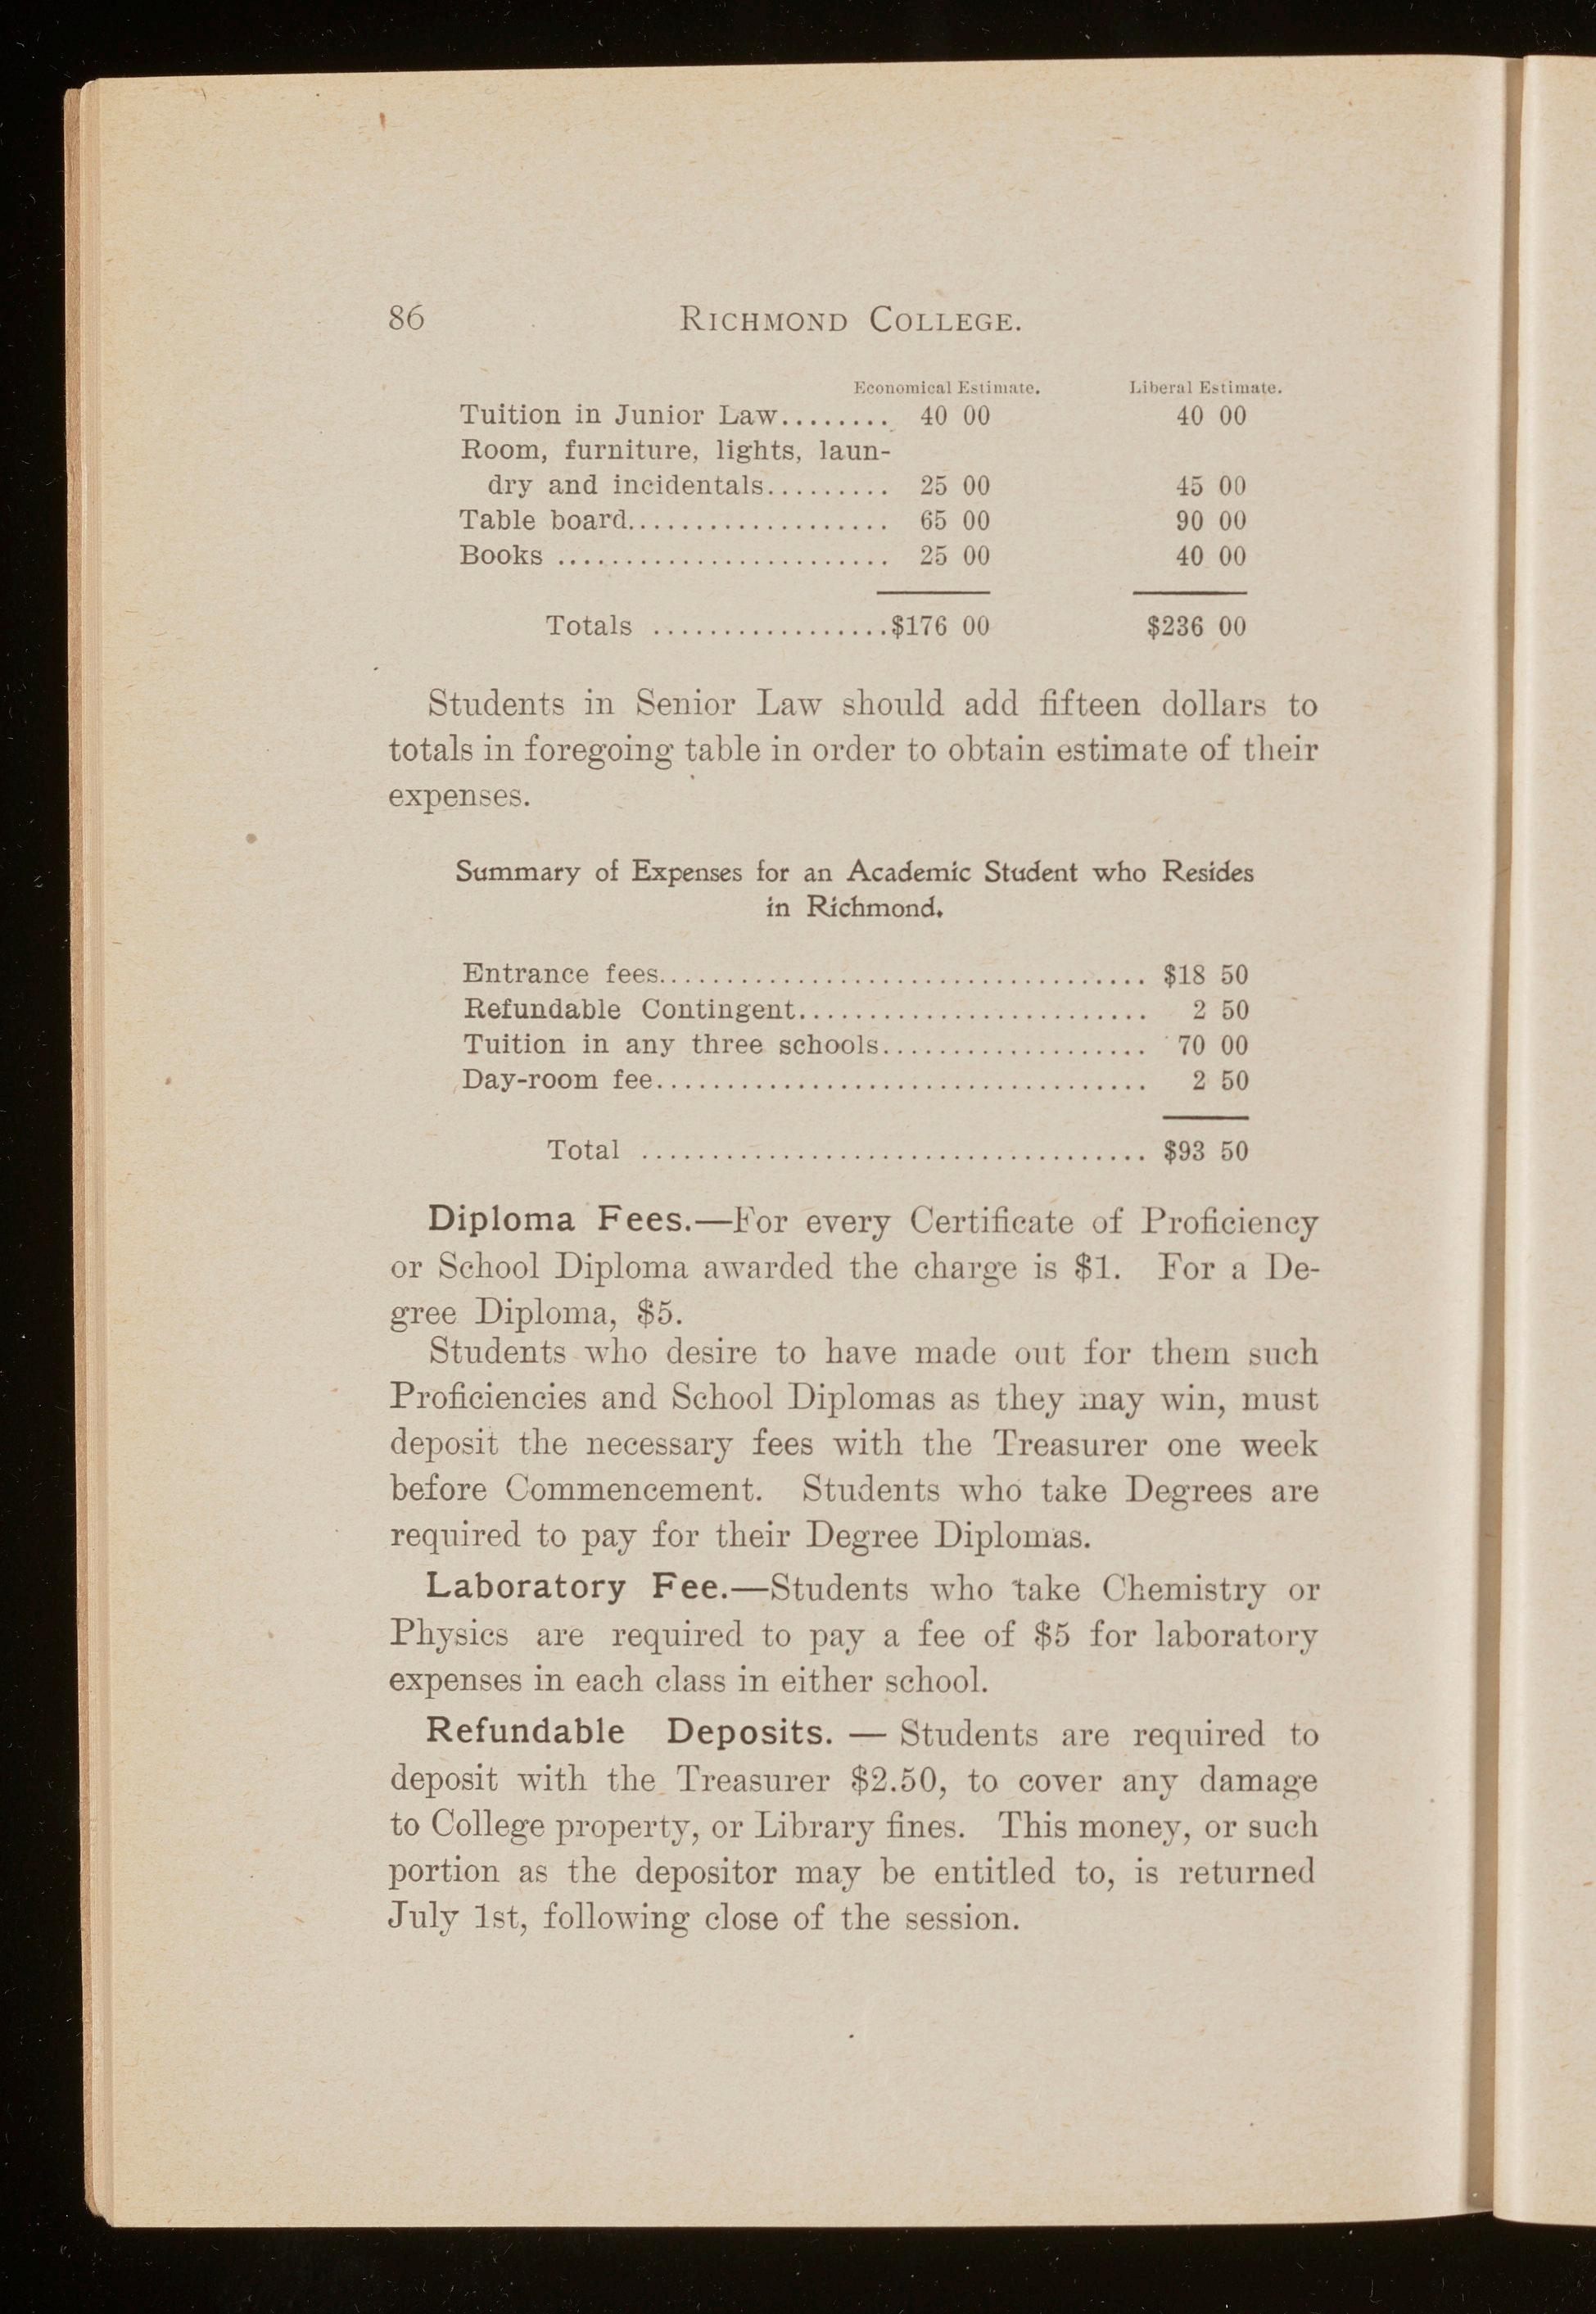 86 RICHMOND COLLEGE.
Economical Estimate. Liberal Estimate.
Tuition in Junior Law........ 40 00 40 00
Room, furniture, lights, laun-
dry and incidentals......... 25 00 45 00
Table board................... 65 00 90 00
Books ......................... 25 00 40 00
Totals ..................$176 00 $236 00
Students in Senior Law should add fifteen dollars to
totals in foregoing table in order to obtain estimate of their
expenses.
Summary of Expenses for an Academic Student who Resides
in Richmond.
Entrance fees.................................... $18 50
Refundable Contingent.......................... 2 50
Tuition in any three schools.................... 70 00
Day-room fee.................................... 2 50
Total ..................................... $93 50
Diploma Fees.—For every Certificate of Proficiency
or School Diploma awarded the charge is $1. For a De-
gree Diploma, $5.
Students who desire to have made out for them such
Proficiencies and School Diplomas as they may win, must
deposit the necessary fees with the Treasurer one week
before Commencement. Students who take Degrees are
required to pay for their Degree Diplomas.
Laboratory Fee.—Students who take Chemistry or
Physics are required to pay a fee of $5 for laboratory
expenses in each class in either school.
Refundable Deposits. — Students are required to
deposit with the Treasurer $2.50, to cover any damage
to College property, or Library fines. This money, or such
portion as the depositor may be entitled to, is returned
July 1st, following close of the session.